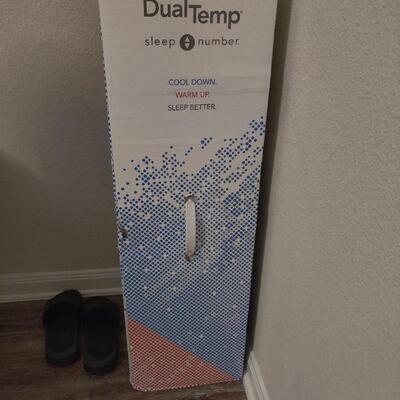 DualTemp®
sleep number.
COOL DOWN.
WARM UP.
SLEEP BETTER.